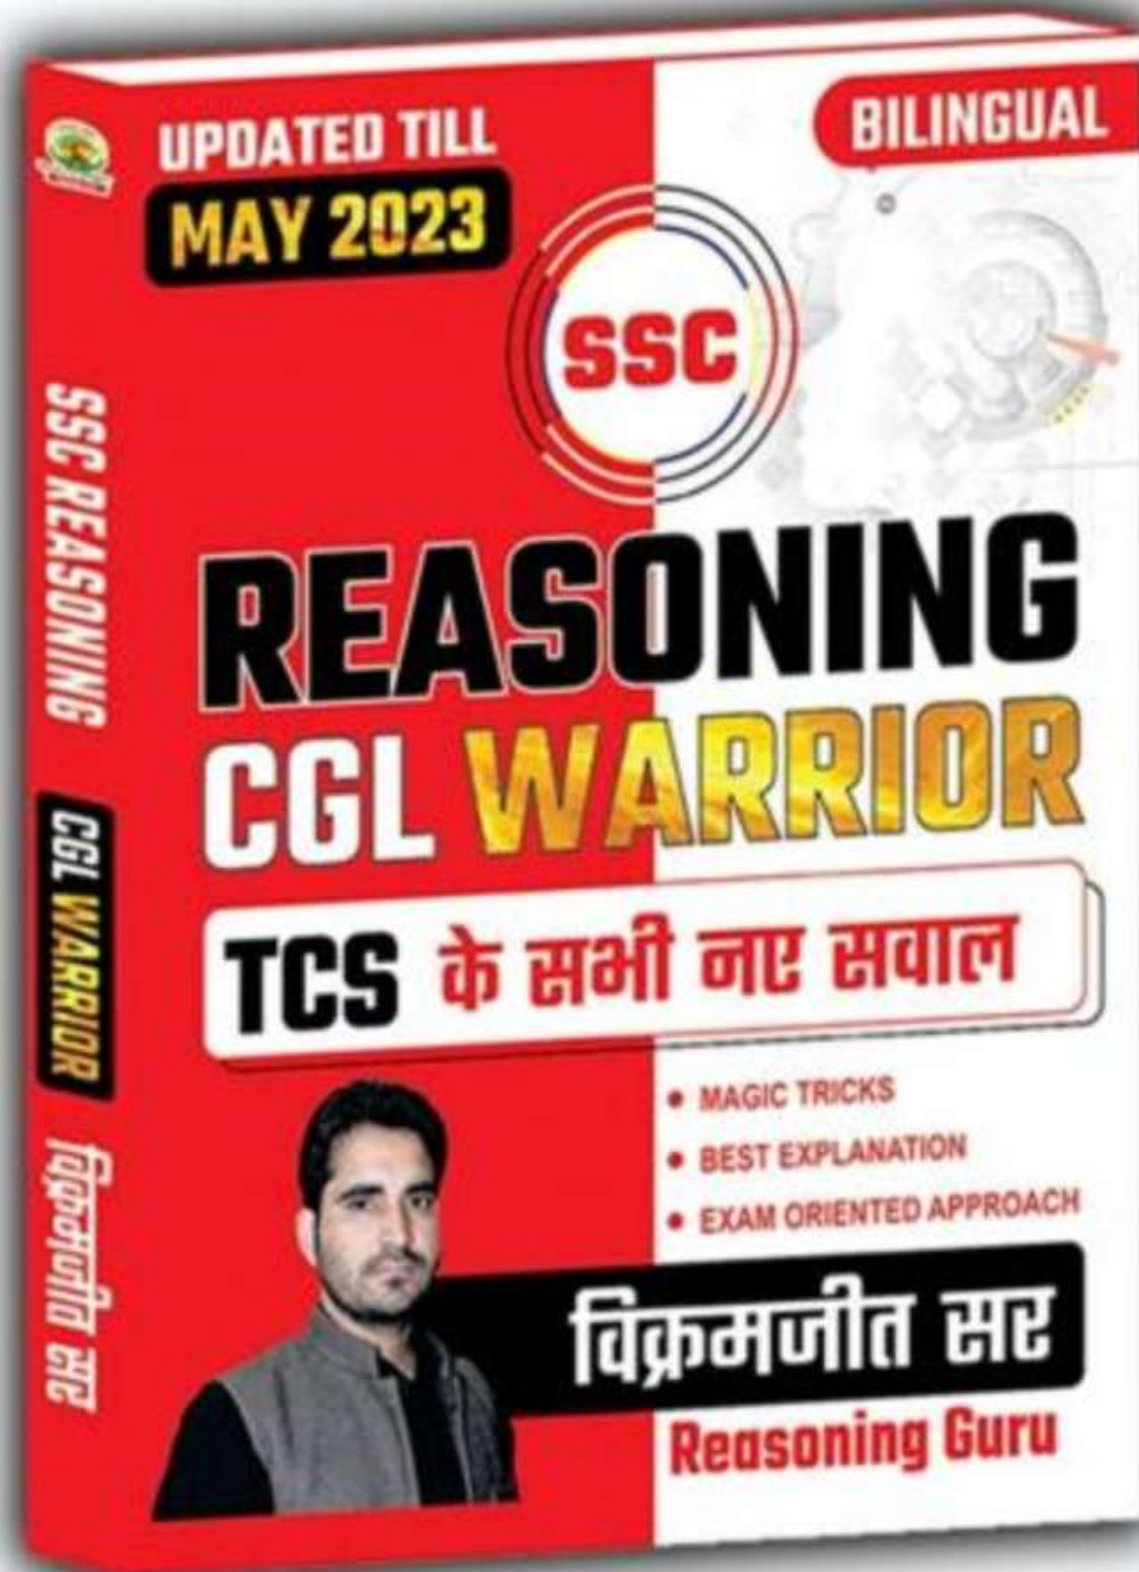 UPDATED TILL
MAY 2023
BILINGUAL
SSC
REASONING
CGL WARRIOR
TCS के सभी नए सवाल
• MAGIC TRICKS
• BEST EXPLANATION
• EXAM ORIENTED APPROACH
विक्रमजीत सर
Reasoning Guru
SSC REASONING CGL WARRIOR विक्रमजीत सर